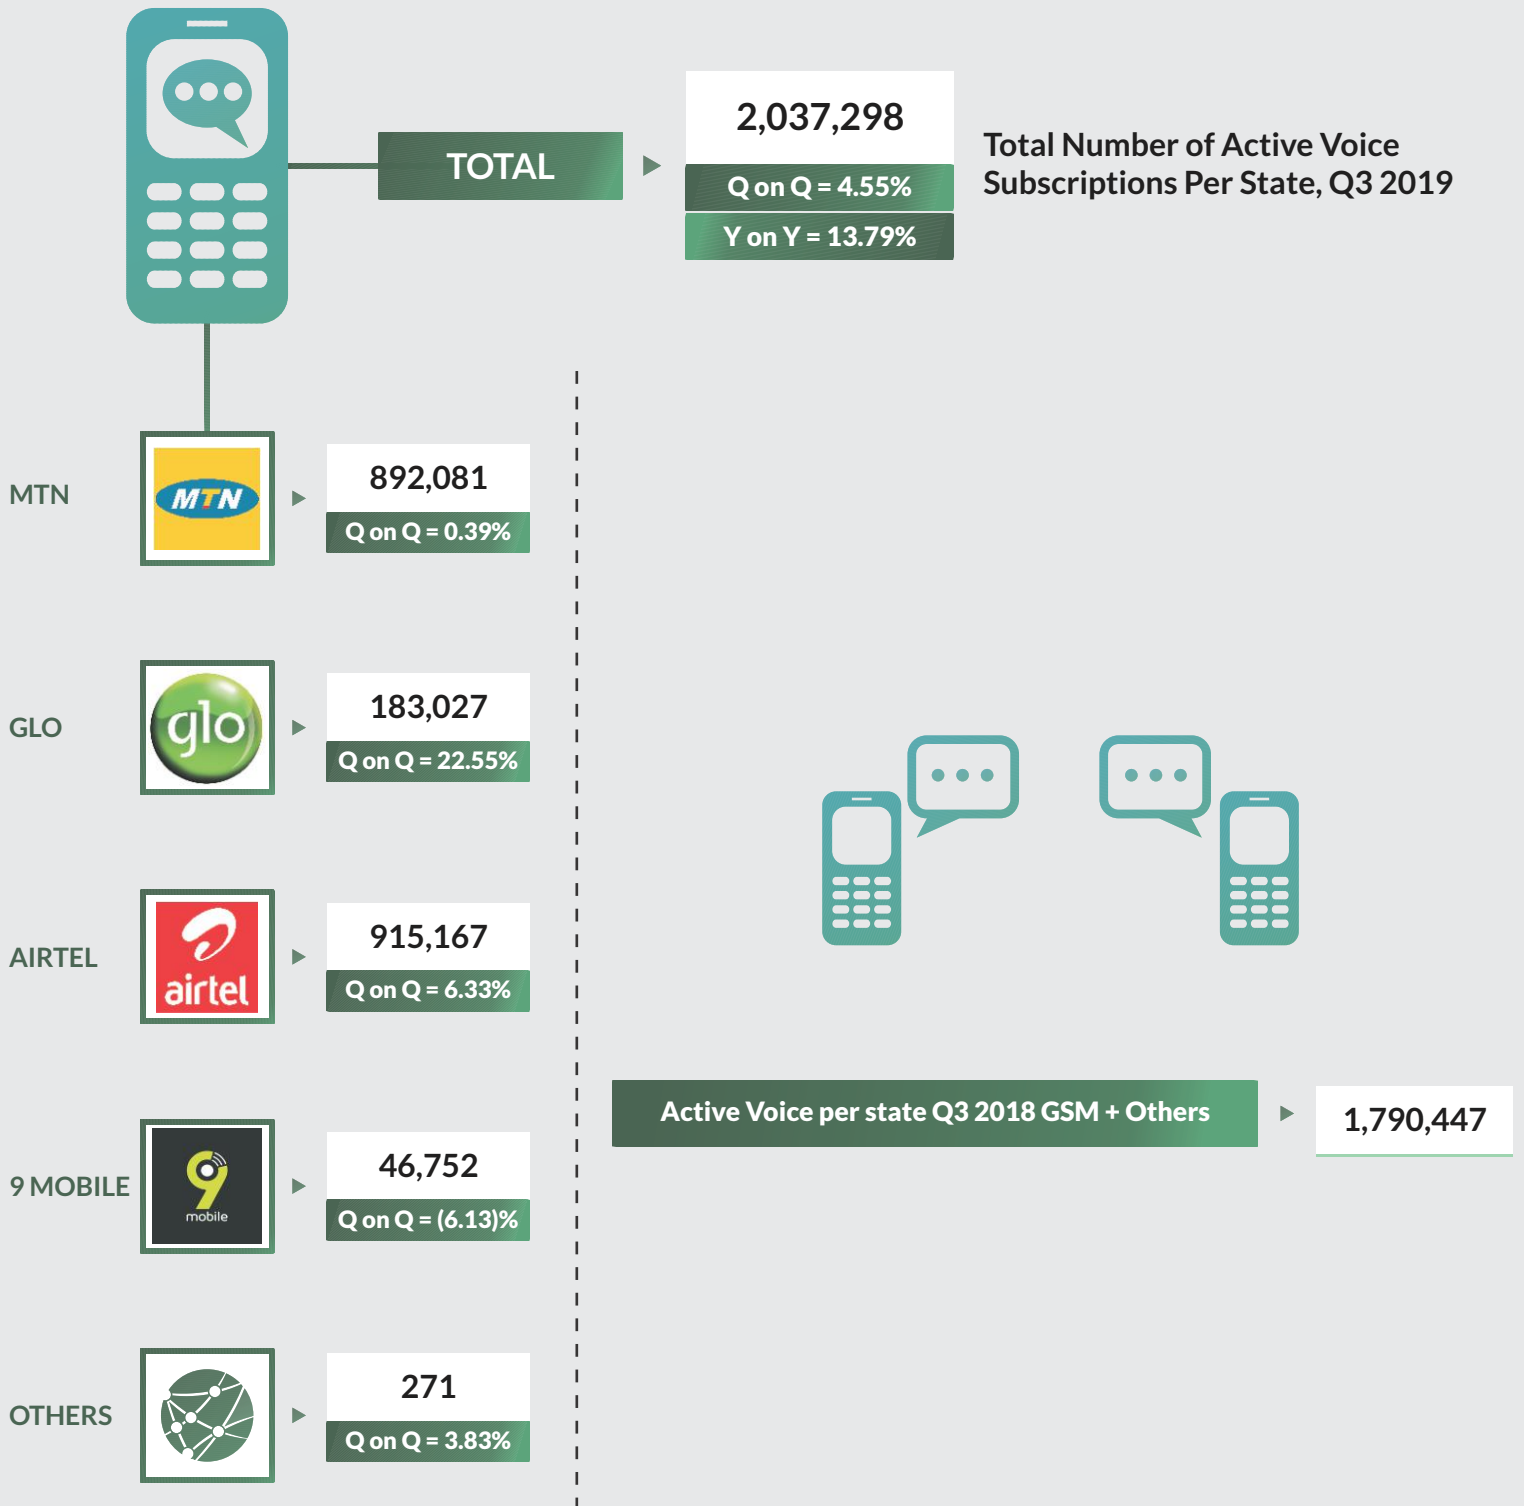 TOTAL
2,037,298
Q on Q = 4.55%
Y on Y = 13.79%
Total Number of Active Voice
Subscriptions Per State, Q3 2019
MTN
MTN
892,081
Q on Q = 0.39%
GLO
glo
183,027
Q on Q = 22.55%
AIRTEL
airtel
915,167
Q on Q = 6.33%
9 MOBILE
9
mobile
46,752
Q on Q = (6.13)%
OTHERS
271
Q on Q = 3.83%
Active Voice per state Q3 2018 GSM + Others
1,790,447